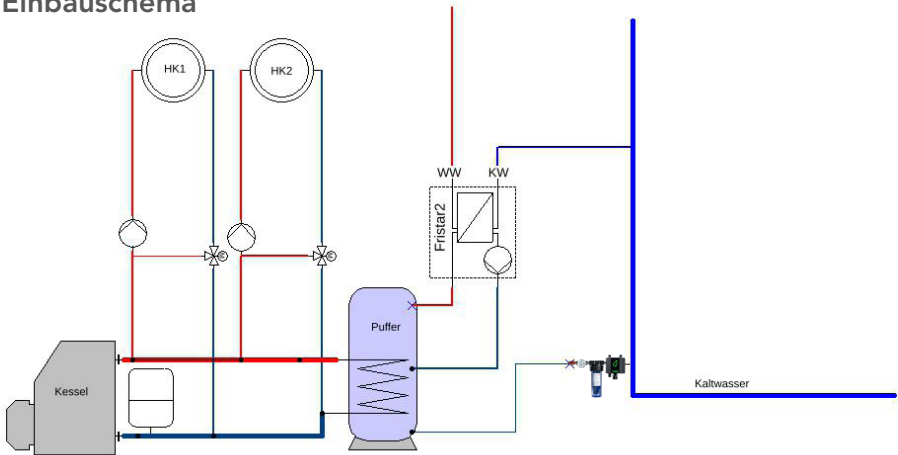 Einbauschema
HK1
HK2
WW
KW
Fristar2
Puffer
Kessel
Kaltwasser